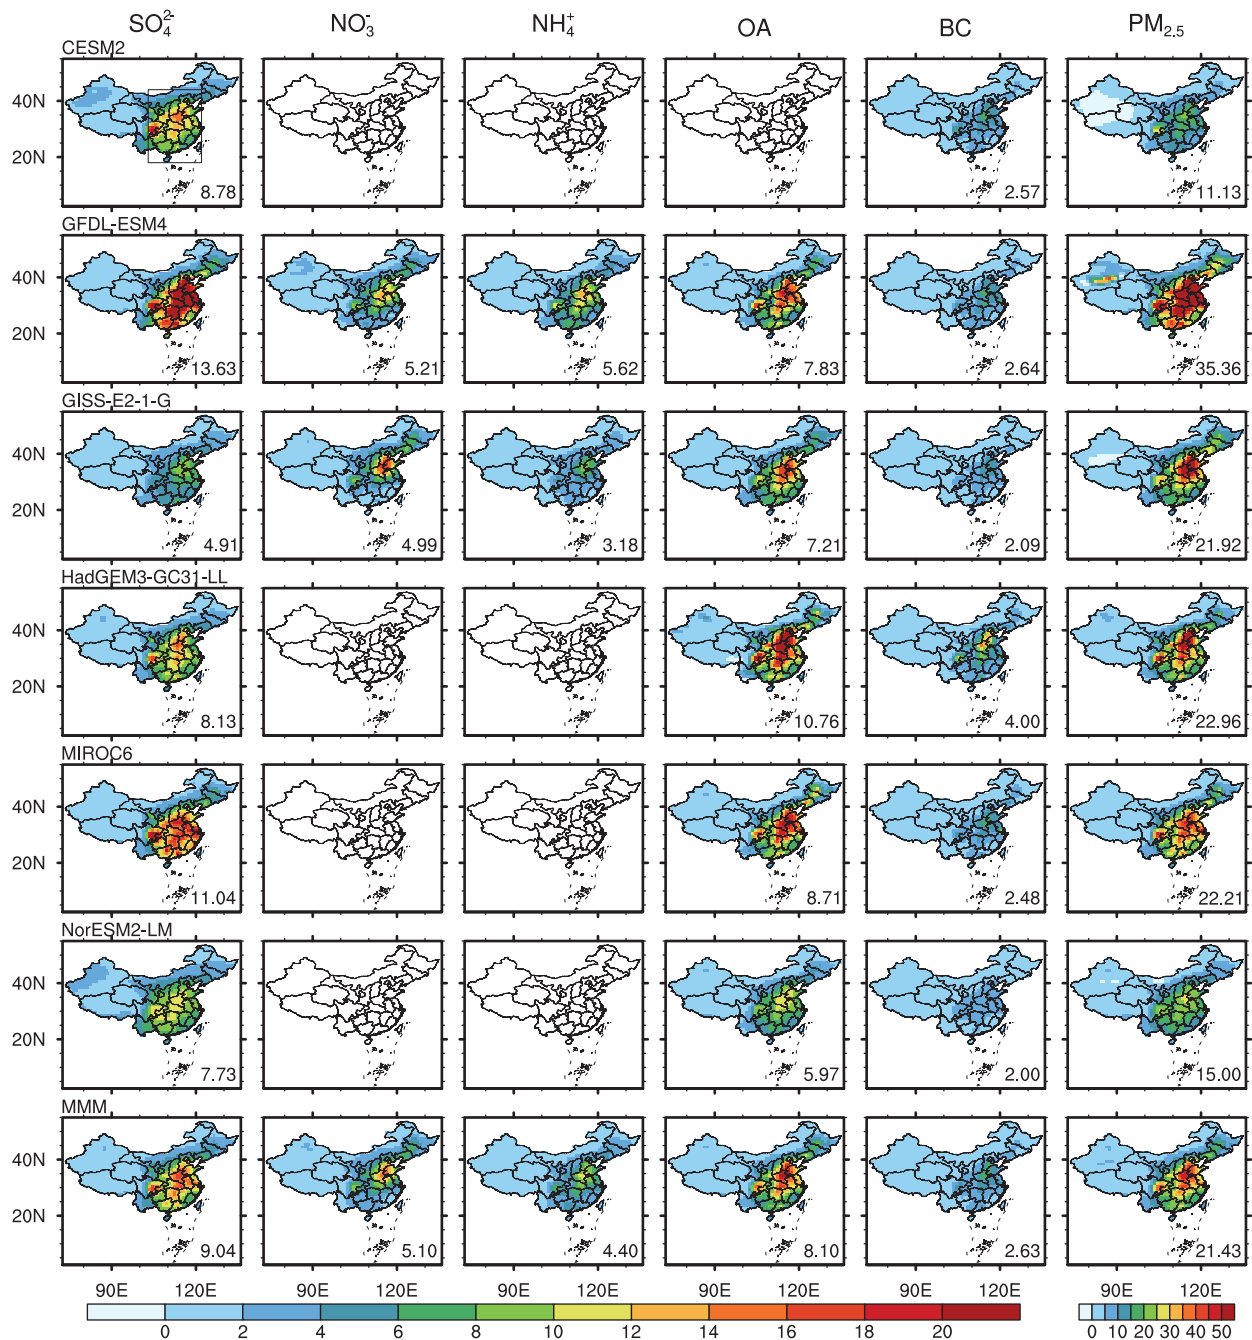 SO₄²⁻ NO₃⁻ NH₄⁺ OA BC PM₂.₅
CESM2
40N
20N
8.78 2.57 11.13
GFDL-ESM4
40N
20N
13.63 5.21 5.62 7.83 2.64 35.36
GISS-E2-1-G
40N
20N
4.91 4.99 3.18 7.21 2.09 21.92
HadGEM3-GC31-LL
40N
20N
8.13 10.76 4.00 22.96
MIROC6
40N
20N
11.04 8.71 2.48 22.21
NorESM2-LM
40N
20N
7.73 5.97 2.00 15.00
MMM
40N
20N
9.04 5.10 4.40 8.10 2.63 21.43
90E 120E 90E 120E 90E 120E 90E 120E 90E 120E 90E 120E
0 2 4 6 8 10 12 14 16 18 20 0 10 20 30 40 50